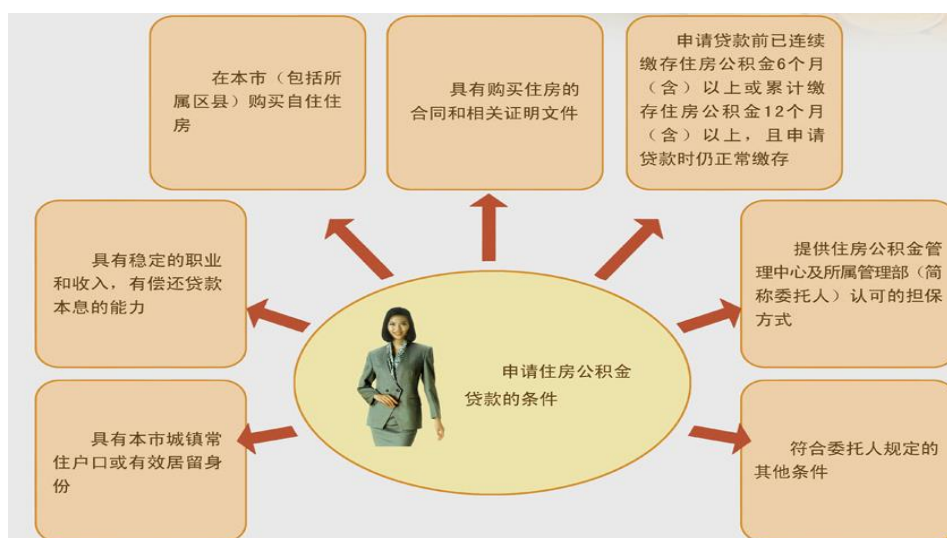 在本市（包括所
属区县）购买自住住
房
具有购买住房的
合同和相关证明文件
申请贷款前已连续
缴存住房公积金6个月
（含）以上或累计缴
存住房公积金12个月
（含）以上，且申请
贷款时仍正常缴存
具有稳定的职业
和收入，有偿还贷款
本息的能力
提供住房公积金管
理中心及所属管理部（简
称委托人）认可的担保
方式
申请住房公积金
贷款的条件
具有本市城镇常
住户口或有效居留身
份
符合委托人规定的
其他条件